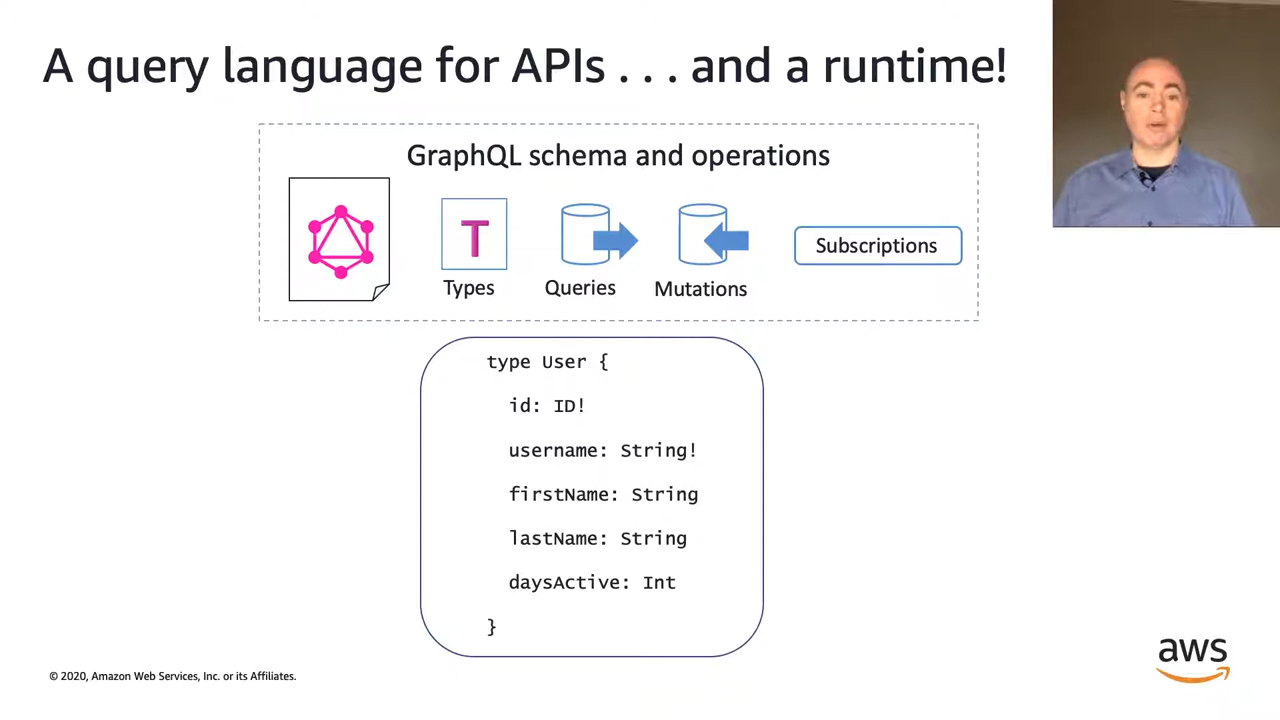 A query language for APIs . . . and a runtime!
GraphQL schema and operations
T
Types
Queries
Mutations
Subscriptions
type User {
id: ID!
username: String!
firstName: String
lastName: String
daysActive: Int
}
© 2020, Amazon Web Services, Inc. or its Affiliates.
aws